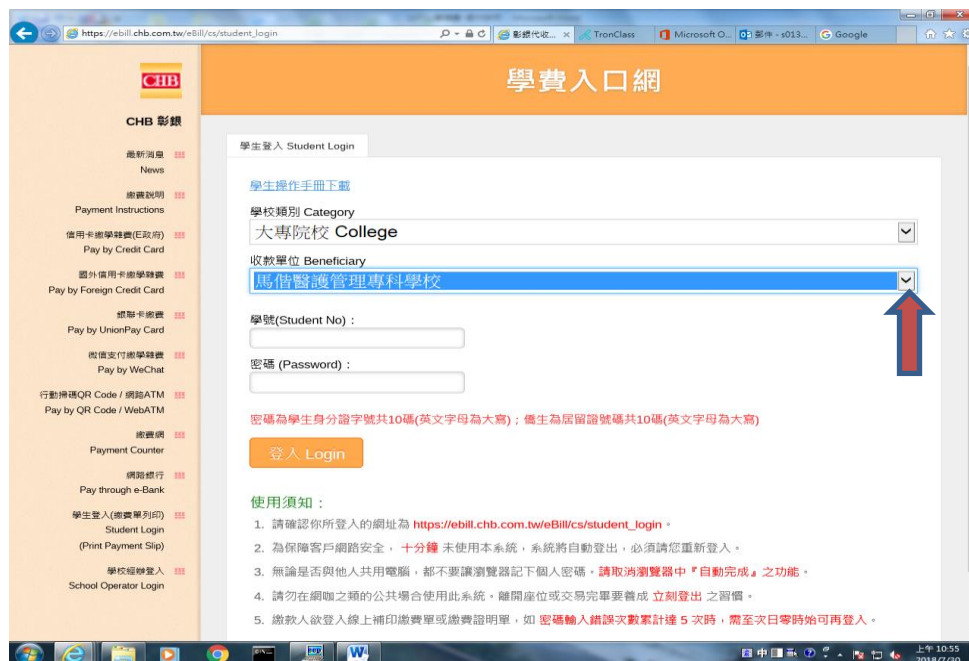 https://ebill.chb.com.tw/eBill/cs/student_login
彰銀代收...
TronClass
Microsoft O...
郵件 - s013...
Google
CHB
CHB 彰銀
最新消息
News
繳費說明
Payment Instructions
信用卡繳學雜費(E政府)
Pay by Credit Card
國外信用卡繳學雜費
Pay by Foreign Credit Card
銀聯卡繳費
Pay by UnionPay Card
微信支付繳學雜費
Pay by WeChat
行動掃碼QR Code / 網路ATM
Pay by QR Code / WebATM
繳費網
Payment Counter
網路銀行
Pay through e-Bank
學生登入(繳費單列印)
Student Login
(Print Payment Slip)
學校經辦登入
School Operator Login
學費入口網
學生登入 Student Login
學生操作手冊下載
學校類別 Category
大專院校 College
收款單位 Beneficiary
馬偕醫護管理專科學校
學號(Student No)：
密碼 (Password)：
密碼為學生身分證字號共10碼(英文字母為大寫)；僑生為居留證號碼共10碼(英文字母為大寫)
登入 Login
使用須知：
1. 請確認你所登入的網址為 https://ebill.chb.com.tw/eBill/cs/student_login。
2. 為保障客戶網路安全， 十分鐘 未使用本系統，系統將自動登出，必須請您重新登入。
3. 無論是否與他人共用電腦，都不要讓瀏覽器記下個人密碼。請取消瀏覽器中『自動完成』之功能。
4. 請勿在網咖之類的公共場合使用此系統。離開座位或交易完畢要養成 立刻登出 之習慣。
5. 繳款人欲登入線上補印繳費單或繳費證明單，如 密碼輸入錯誤次數累計達 5 次時，需至次日零時始可再登入。
中
上午 10:55
2018/7/20